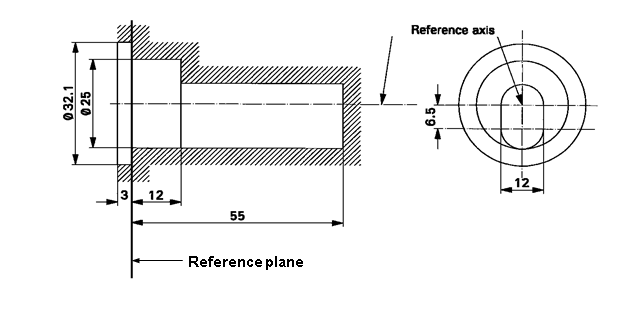 Reference axis
Ø32.1
Ø25
6.5
3
12
12
55
Reference plane